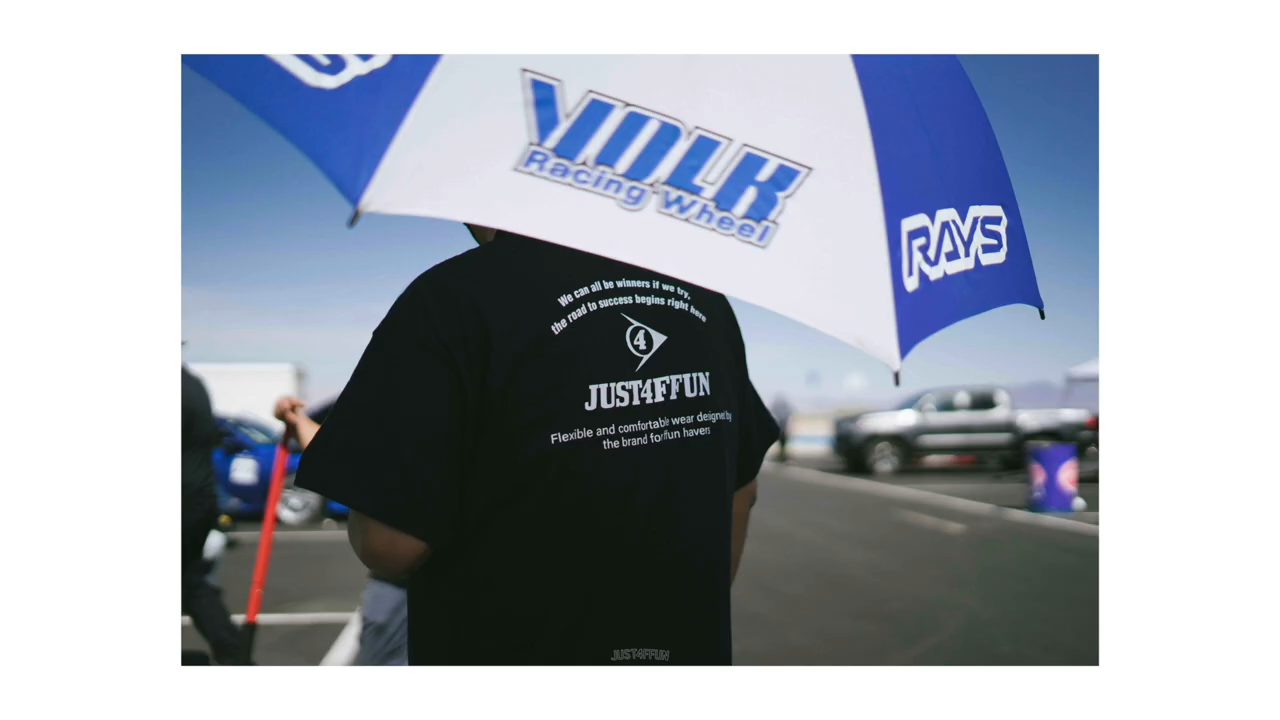 VOLK
Racing Wheel
RAYS
We can all be winners if we try,
the road to success begins right here
4
JUST4FFUN
Flexible and comfortable wear designed by
the brand for ffun havers
JUST4FFUN